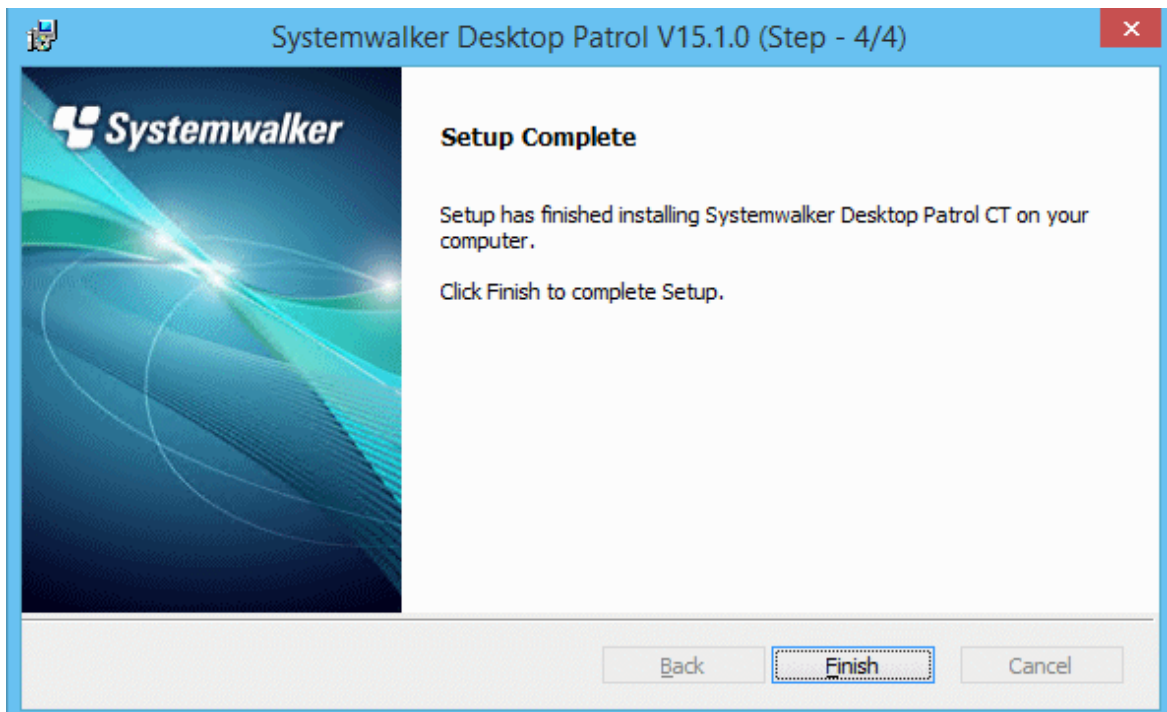 Systemwalker Desktop Patrol V15.1.0 (Step - 4/4)
Systemwalker
Setup Complete
Setup has finished installing Systemwalker Desktop Patrol CT on your
computer.
Click Finish to complete Setup.
Back
Finish
Cancel